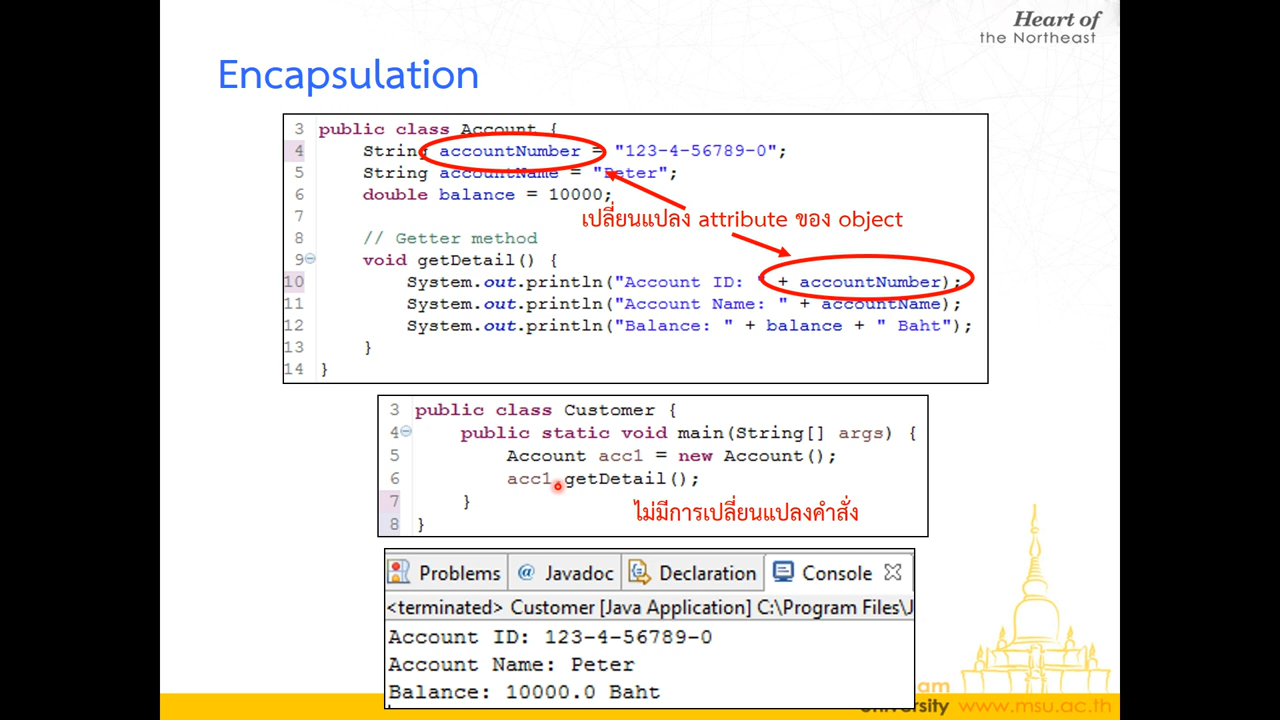 Heart of
the Northeast
Encapsulation
3 public class Account {
4 String accountNumber = "123-4-56789-0";
5 String accountName = "Peter";
6 double balance = 10000;
7
เปลี่ยนแปลง attribute ของ object
8 // Getter method
9 void getDetail() {
10 System.out.println("Account ID: " + accountNumber);
11 System.out.println("Account Name: " + accountName);
12 System.out.println("Balance: " + balance + " Baht");
13 }
14 }
3 public class Customer {
4 public static void main(String[] args) {
5 Account acc1 = new Account();
6 acc1.getDetail();
7 }
ไม่มีการเปลี่ยนแปลงคำสั่ง
8 }
Problems @ Javadoc Declaration Console
<terminated> Customer [Java Application] C:\Program Files\J
Account ID: 123-4-56789-0
Account Name: Peter
Balance: 10000.0 Baht
www.msu.ac.th